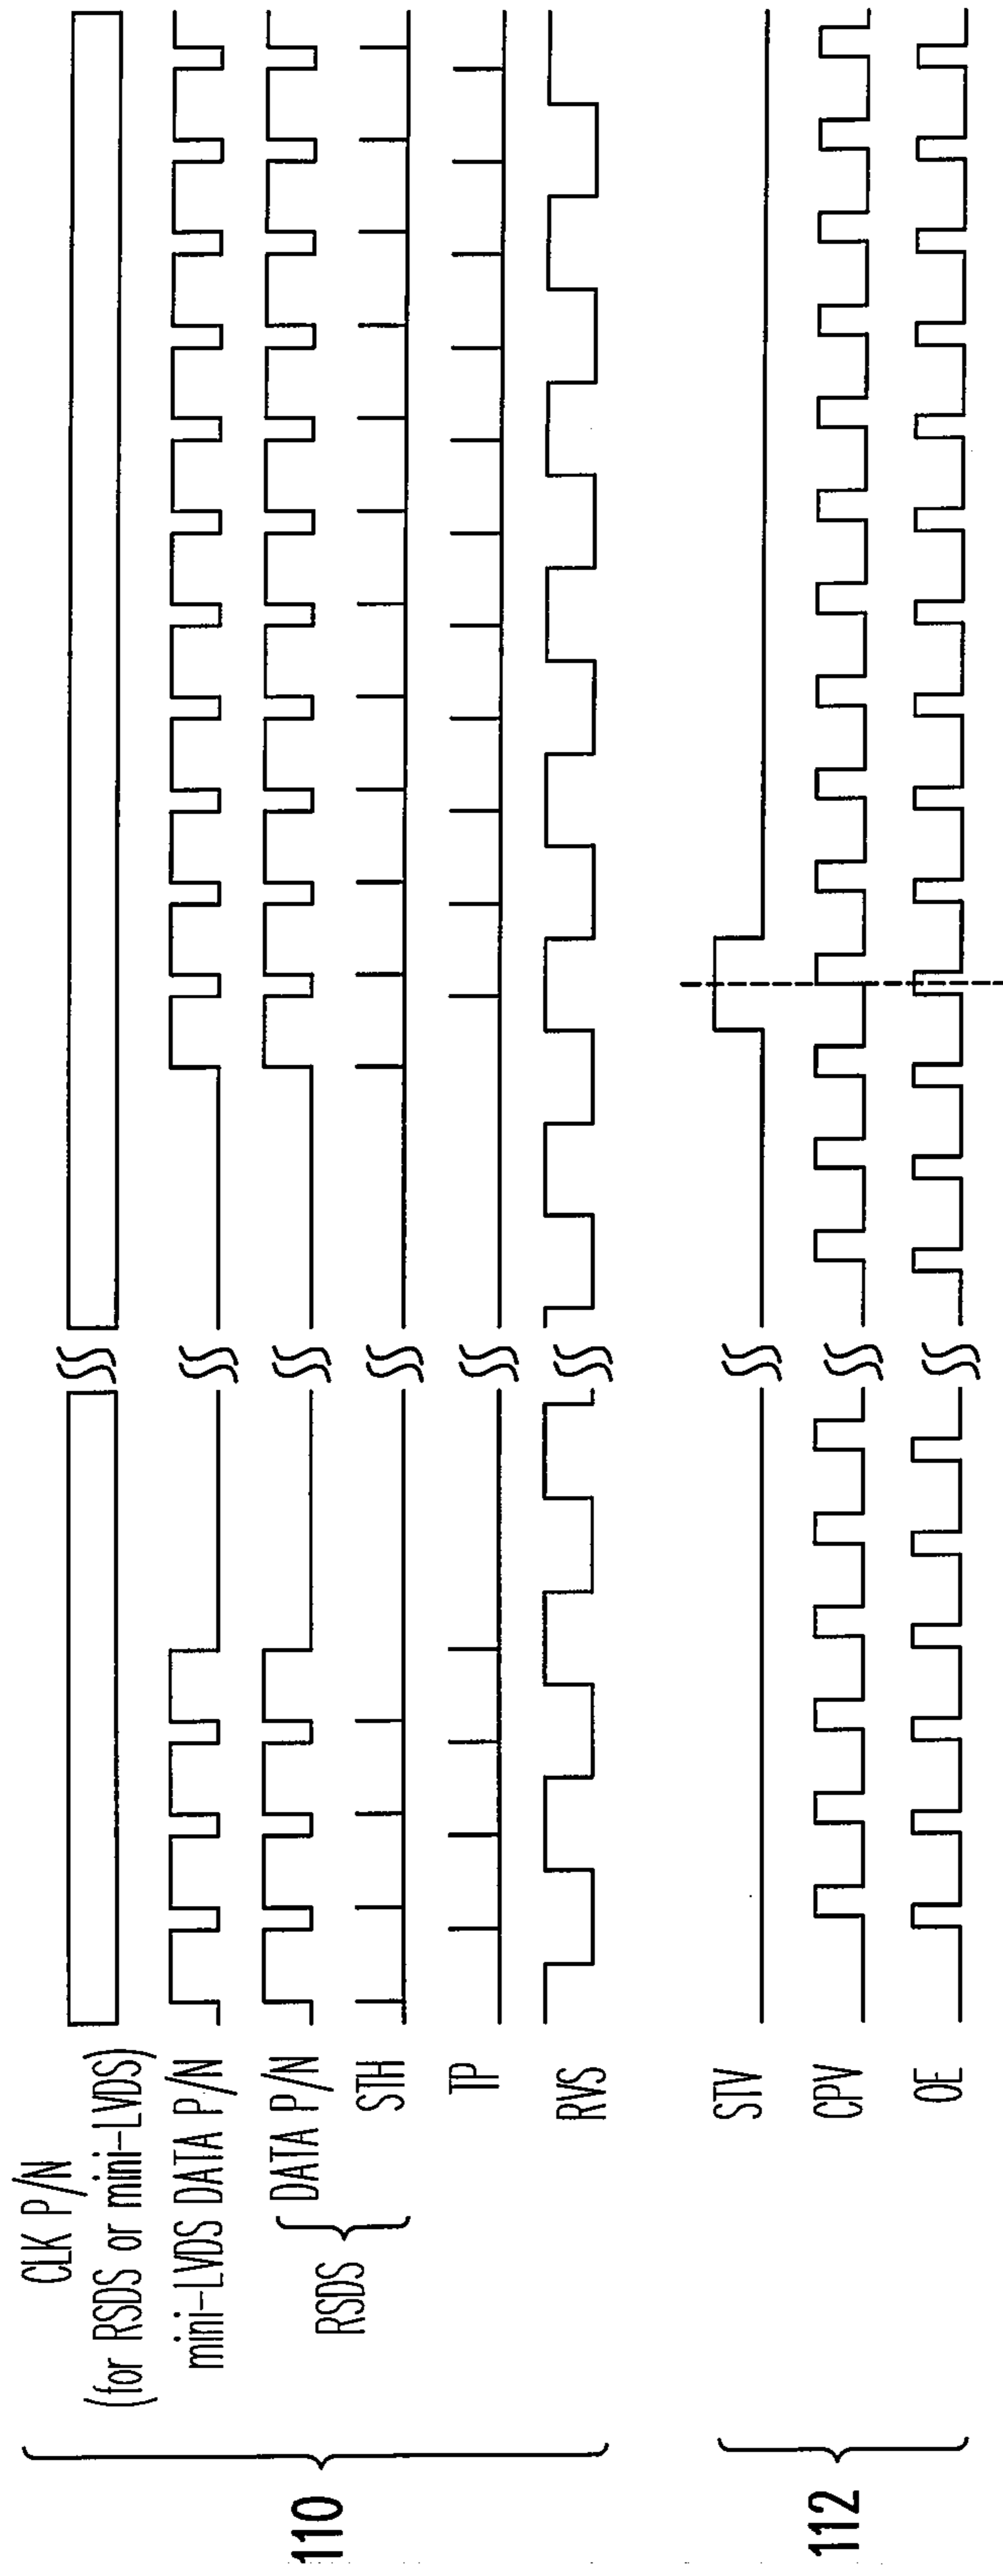 CLK P/N
(for RSDS or mini-LVDS)
mini-LVDS DATA P/N
RSDS
DATA P/N
STH
TP
RVS
110
STV
CPV
OE
112